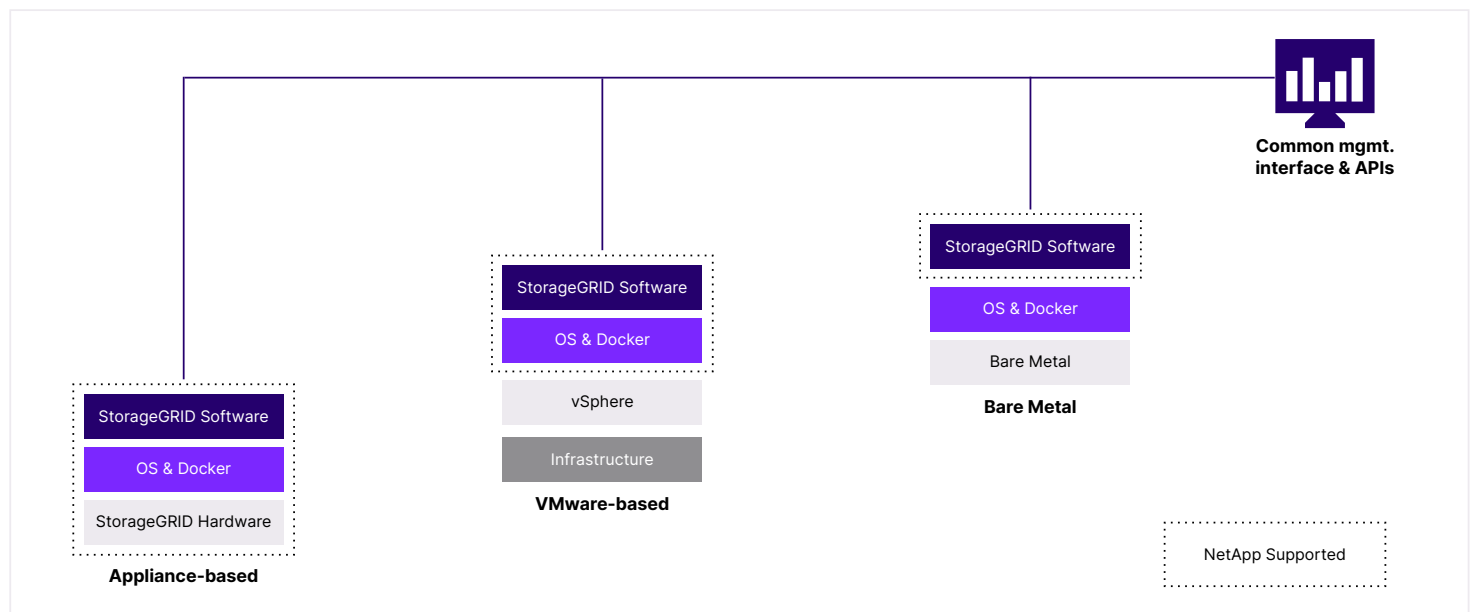 Common mgmt.
interface & APIs
StorageGRID Software
OS & Docker
StorageGRID Hardware
Appliance-based
StorageGRID Software
OS & Docker
vSphere
Infrastructure
VMware-based
StorageGRID Software
OS & Docker
Bare Metal
Bare Metal
NetApp Supported